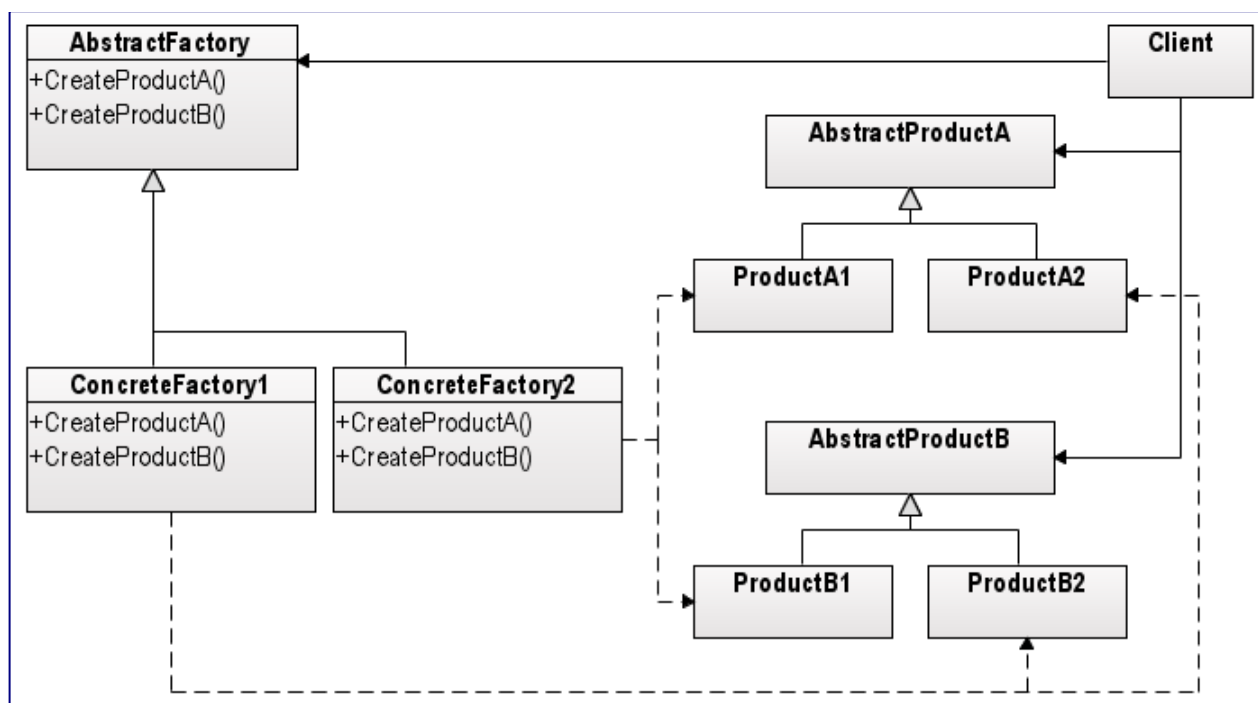 AbstractFactory
+CreateProductA()
+CreateProductB()
Client
AbstractProductA
ProductA1
ProductA2
ConcreteFactory1
+CreateProductA()
+CreateProductB()
ConcreteFactory2
+CreateProductA()
+CreateProductB()
AbstractProductB
ProductB1
ProductB2